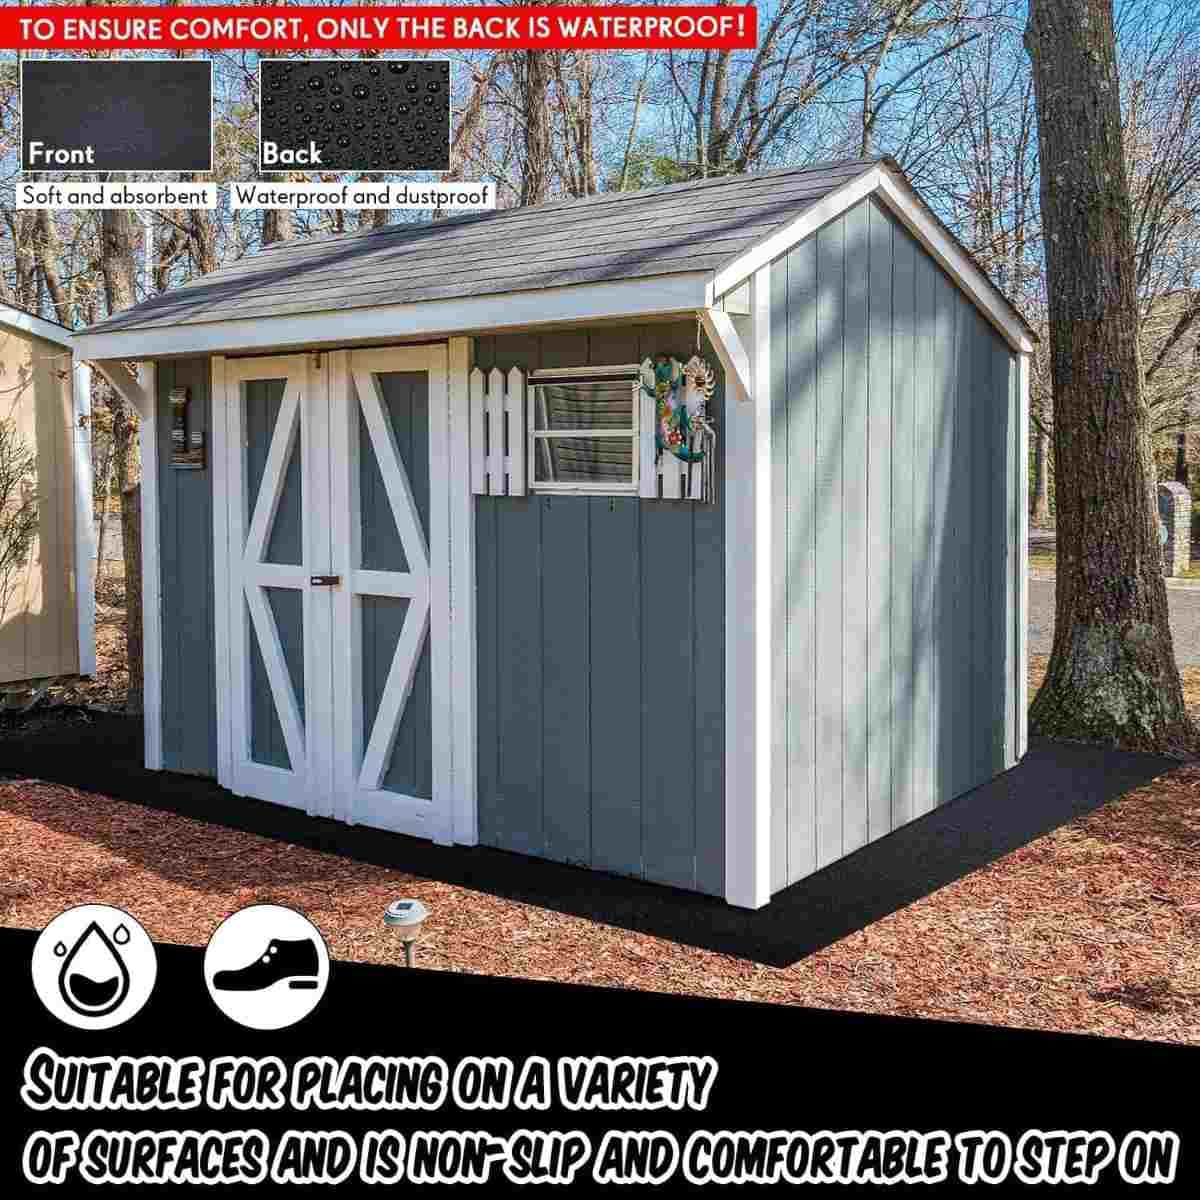 TO ENSURE COMFORT, ONLY THE BACK IS WATERPROOF!
Front
Back
Soft and absorbent
Waterproof and dustproof
SUITABLE FOR PLACING ON A VARIETY
OF SURFACES AND IS NON-SLIP AND COMFORTABLE TO STEP ON